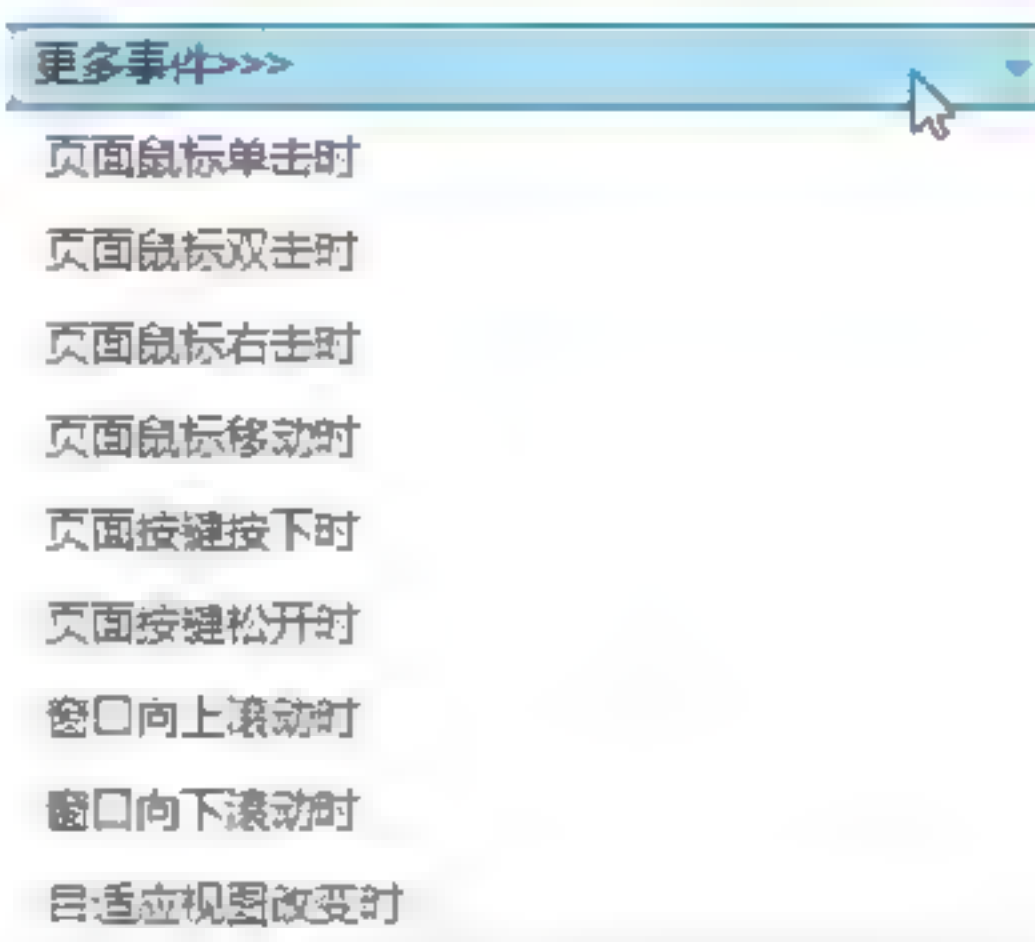 更多事件>>>
页面鼠标单击时
页面鼠标双击时
页面鼠标右击时
页面鼠标移动时
页面按键按下时
页面按键松开时
窗口向上滚动时
窗口向下滚动时
自适应视图改变时